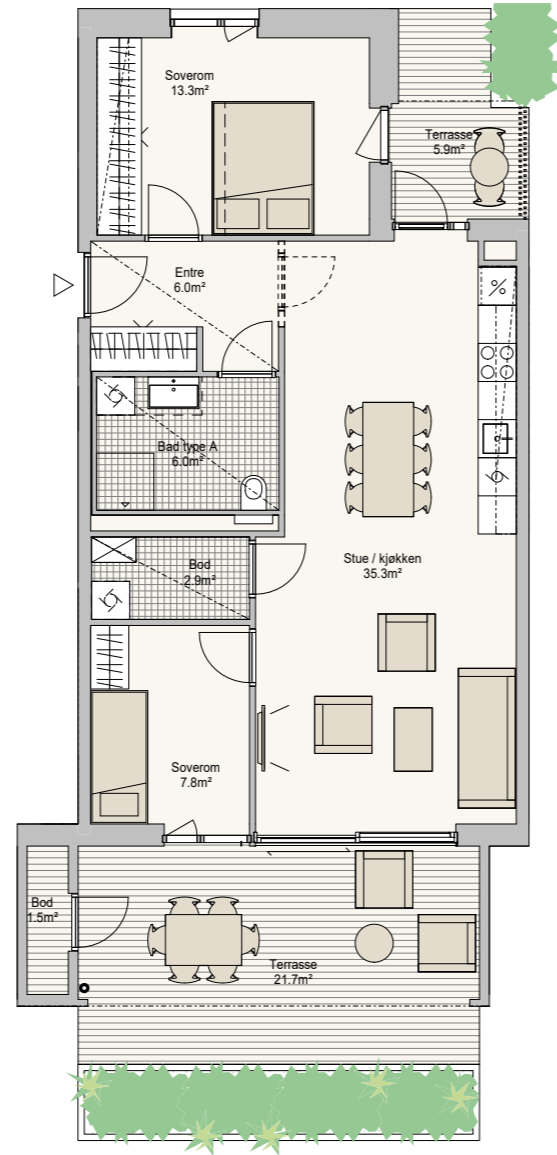 Soverom
13.3m²
Terrasse
5.9m²
Entre
6.0m²
%
Bad type A
6.0m²
Stue / kjøkken
35.3m²
Bod
2.9m²
Soverom
7.8m²
Bod
1.5m²
Terrasse
21.7m²